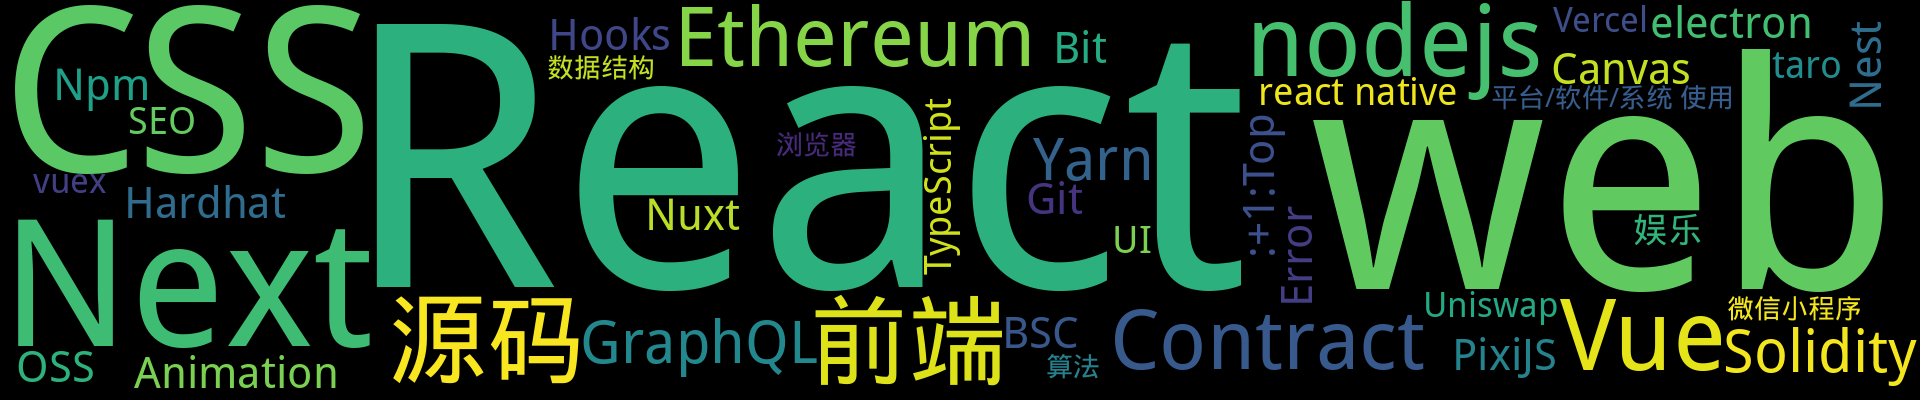 CSS
React
Hooks
数据结构
Ethereum
Bit
nodejs
Vercel
electron
Nest
Npm
SEO
Canvas
taro
react native
平台/软件/系统 使用
web
浏览器
TypeScript
Yarn
Git
:+1:Top
vuex
Hardhat
Nuxt
UI
Error
娱乐
Next
源码
GraphQL
前端
BSC
算法
Contract
Uniswap
PixiJS
Vue
微信小程序
Solidity
OSS
Animation